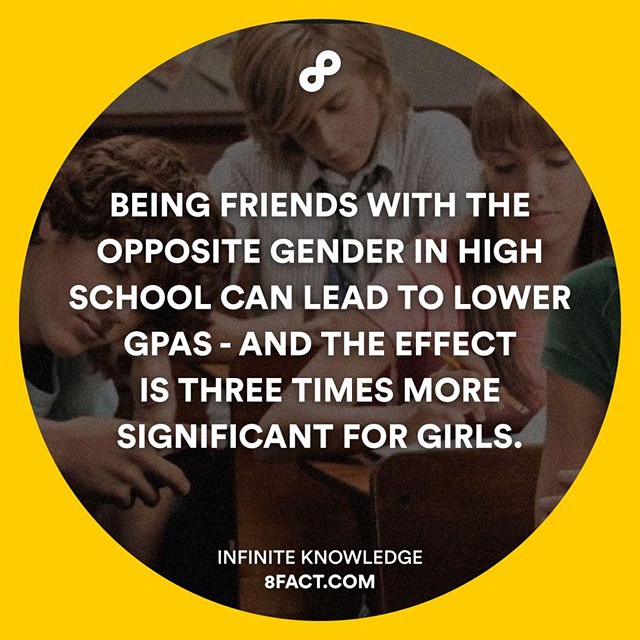 BEING FRIENDS WITH THE
OPPOSITE GENDER IN HIGH
SCHOOL CAN LEAD TO LOWER
GPAS - AND THE EFFECT
IS THREE TIMES MORE
SIGNIFICANT FOR GIRLS.
INFINITE KNOWLEDGE
8FACT.COM